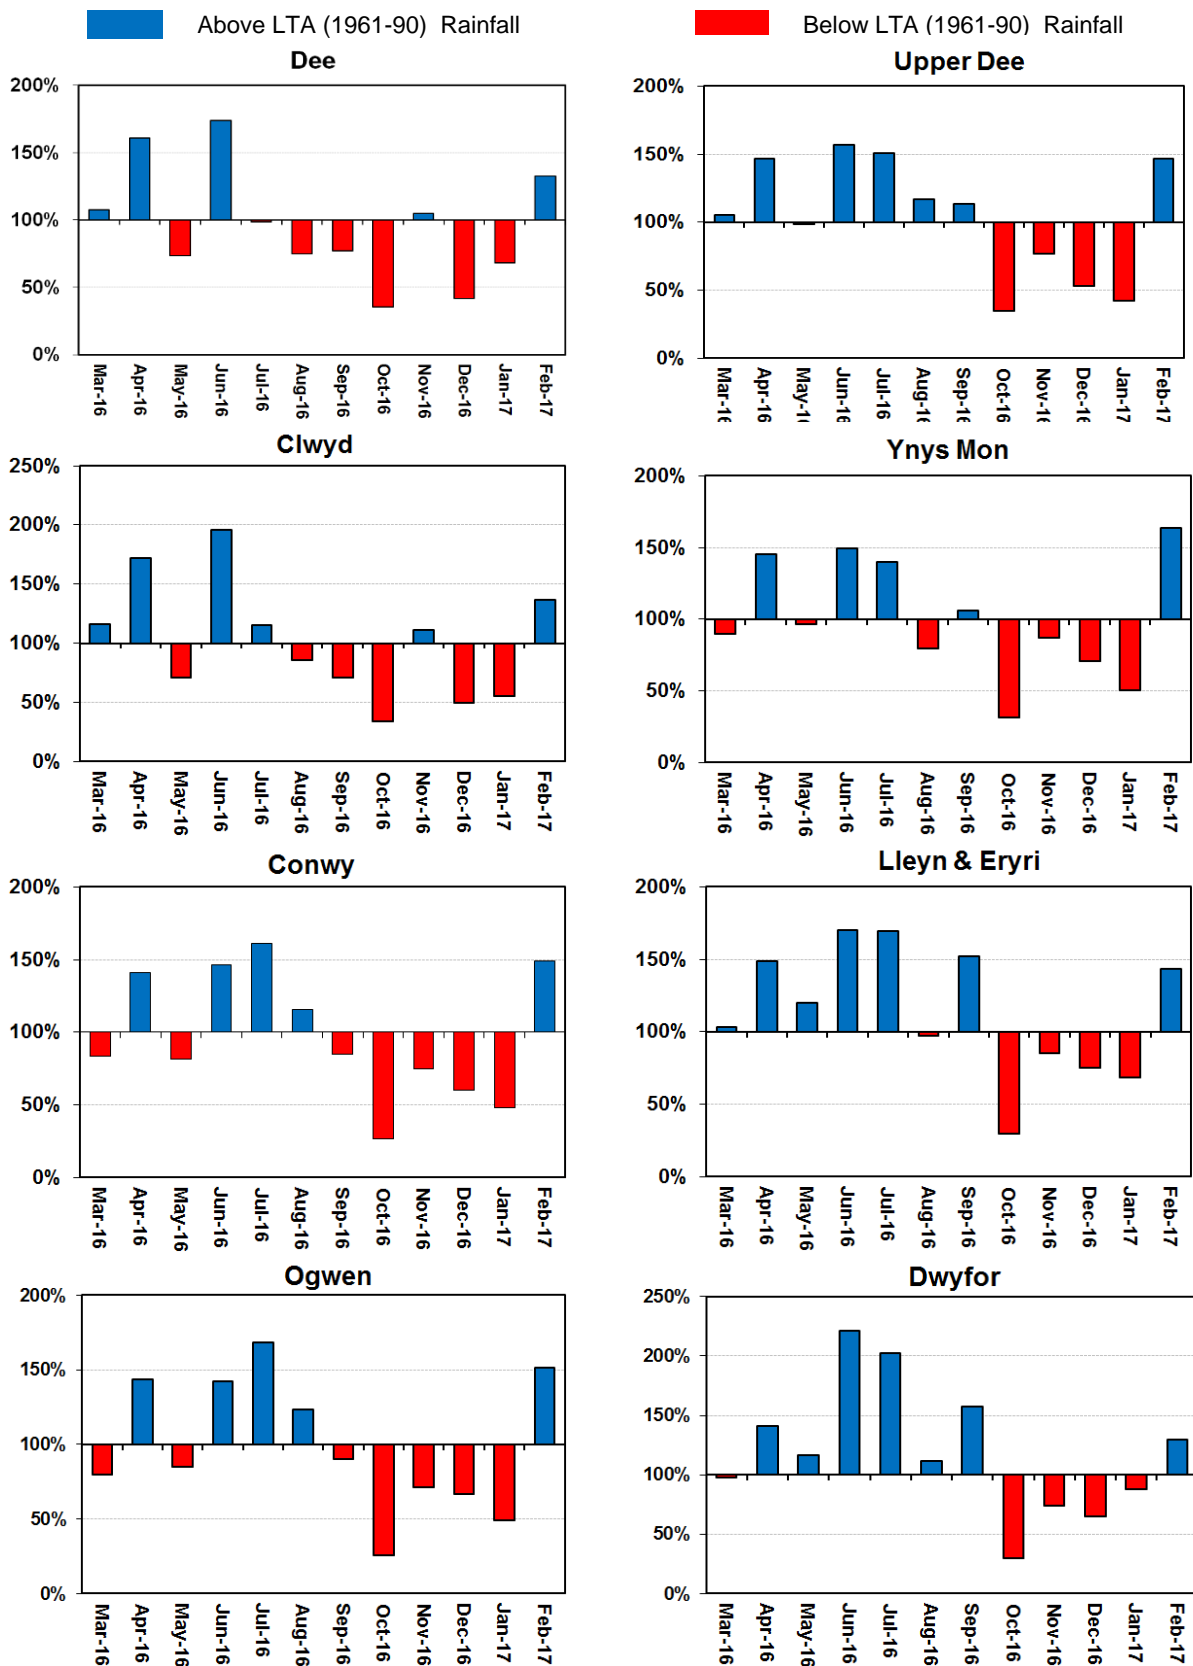 Above LTA (1961-90) Rainfall
Below LTA (1961-90) Rainfall
Dee
200%
150%
100%
50%
0%
Mar-16
Apr-16
May-16
Jun-16
Jul-16
Aug-16
Sep-16
Oct-16
Nov-16
Dec-16
Jan-17
Feb-17
Upper Dee
200%
150%
100%
50%
0%
Mar-16
Apr-16
May-16
Jun-16
Jul-16
Aug-16
Sep-16
Oct-16
Nov-16
Dec-16
Jan-17
Feb-17
Clwyd
250%
200%
150%
100%
50%
0%
Mar-16
Apr-16
May-16
Jun-16
Jul-16
Aug-16
Sep-16
Oct-16
Nov-16
Dec-16
Jan-17
Feb-17
Ynys Mon
200%
150%
100%
50%
0%
Mar-16
Apr-16
May-16
Jun-16
Jul-16
Aug-16
Sep-16
Oct-16
Nov-16
Dec-16
Jan-17
Feb-17
Conwy
200%
150%
100%
50%
0%
Mar-16
Apr-16
May-16
Jun-16
Jul-16
Aug-16
Sep-16
Oct-16
Nov-16
Dec-16
Jan-17
Feb-17
Lleyn & Eryri
200%
150%
100%
50%
0%
Mar-16
Apr-16
May-16
Jun-16
Jul-16
Aug-16
Sep-16
Oct-16
Nov-16
Dec-16
Jan-17
Feb-17
Ogwen
200%
150%
100%
50%
0%
Mar-16
Apr-16
May-16
Jun-16
Jul-16
Aug-16
Sep-16
Oct-16
Nov-16
Dec-16
Jan-17
Feb-17
Dwyfor
250%
200%
150%
100%
50%
0%
Mar-16
Apr-16
May-16
Jun-16
Jul-16
Aug-16
Sep-16
Oct-16
Nov-16
Dec-16
Jan-17
Feb-17